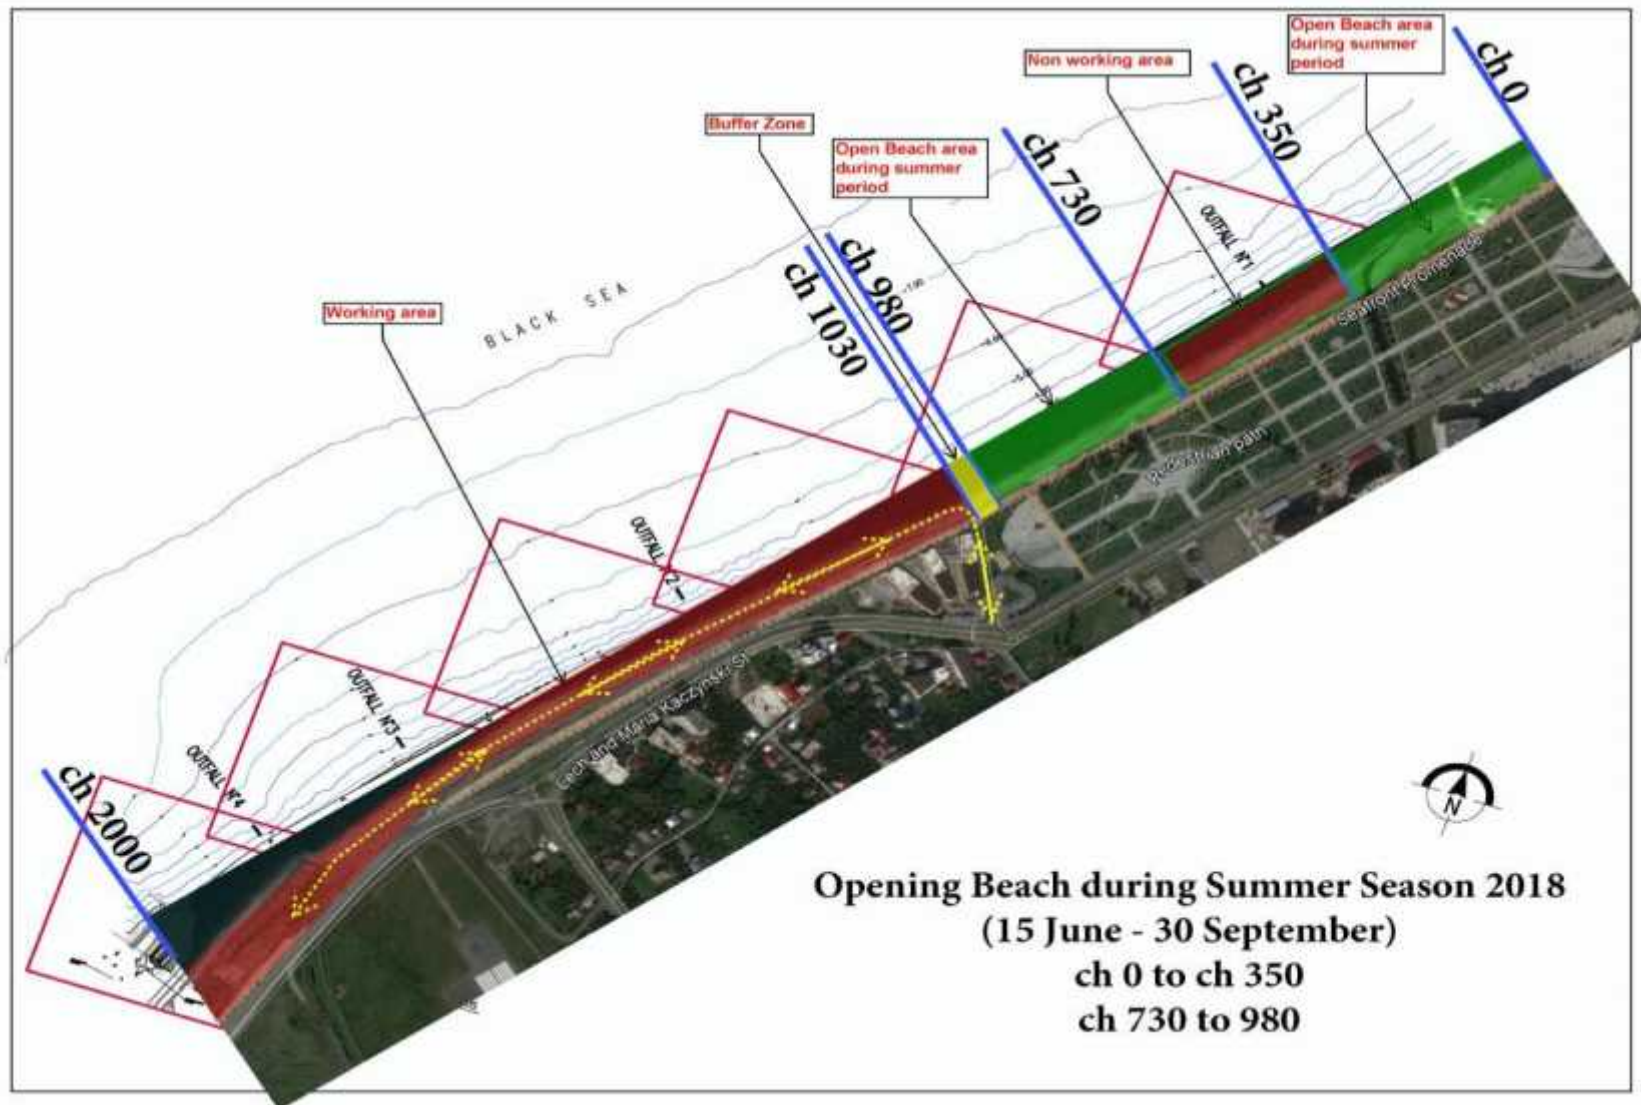 Open Beach area
during summer
period
ch 0
Non working area
ch 350
Buffer Zone
Open Beach area
during summer
period
ch 730
OUTFALL N°1
Seafront Promenade
ch 980
ch 1030
BLACK SEA
Working area
Pedestrian path
OUTFALL N°2
Lech and Maria Kaczynski St
OUTFALL N°3
OUTFALL N°4
ch 2000
N
Opening Beach during Summer Season 2018
(15 June - 30 September)
ch 0 to ch 350
ch 730 to 980